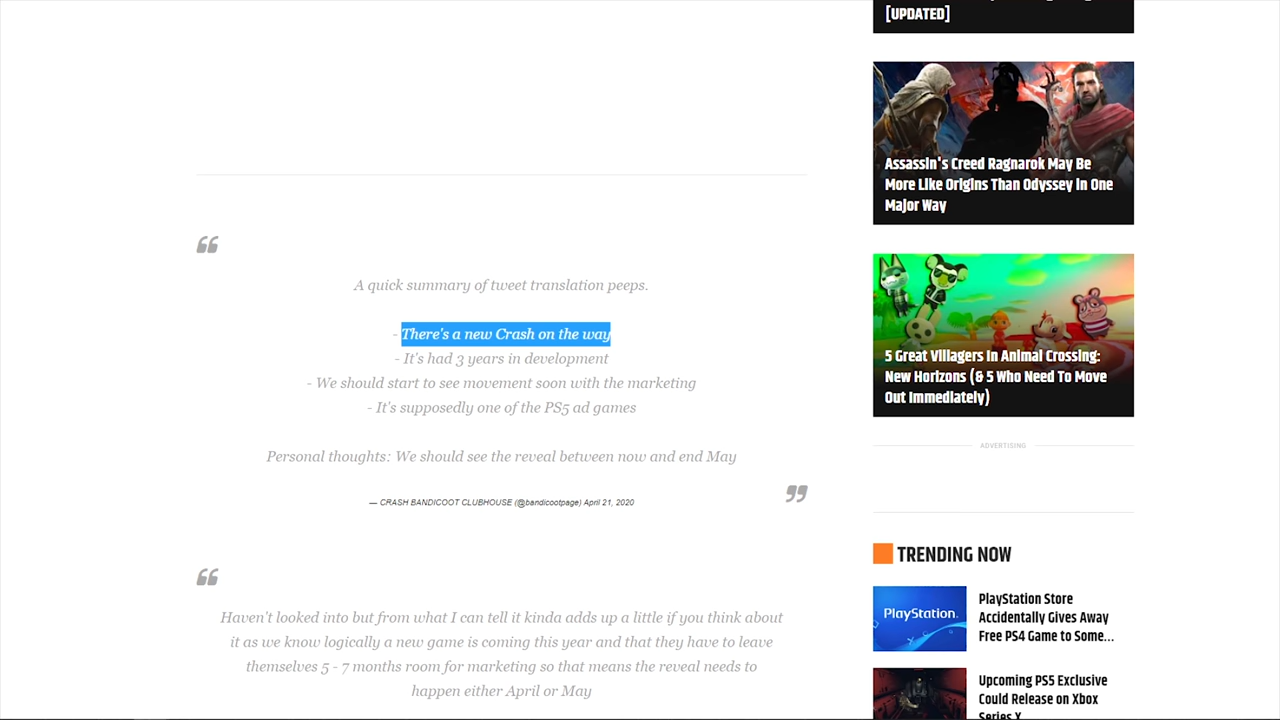 [UPDATED]
Assassin's Creed Ragnarok May Be
More Like Origins Than Odyssey in One
Major Way
A quick summary of tweet translation peeps.
- There's a new Crash on the way
- It's had 3 years in development
- We should start to see movement soon with the marketing
- It's supposedly one of the PS5 ad games
Personal thoughts: We should see the reveal between now and end May
— CRASH BANDICOOT CLUBHOUSE (@bandicootpage) April 21, 2020
5 Great Villagers In Animal Crossing:
New Horizons (& 5 Who Need To Move
Out Immediately)
ADVERTISING
Haven't looked into but from what I can tell it kinda adds up a little if you think about
it as we know logically a new game is coming this year and that they have to leave
themselves 5 - 7 months room for marketing so that means the reveal needs to
happen either April or May
TRENDING NOW
PlayStation.
PlayStation Store
Accidentally Gives Away
Free PS4 Game to Some...
Upcoming PS5 Exclusive
Could Release on Xbox
Series X